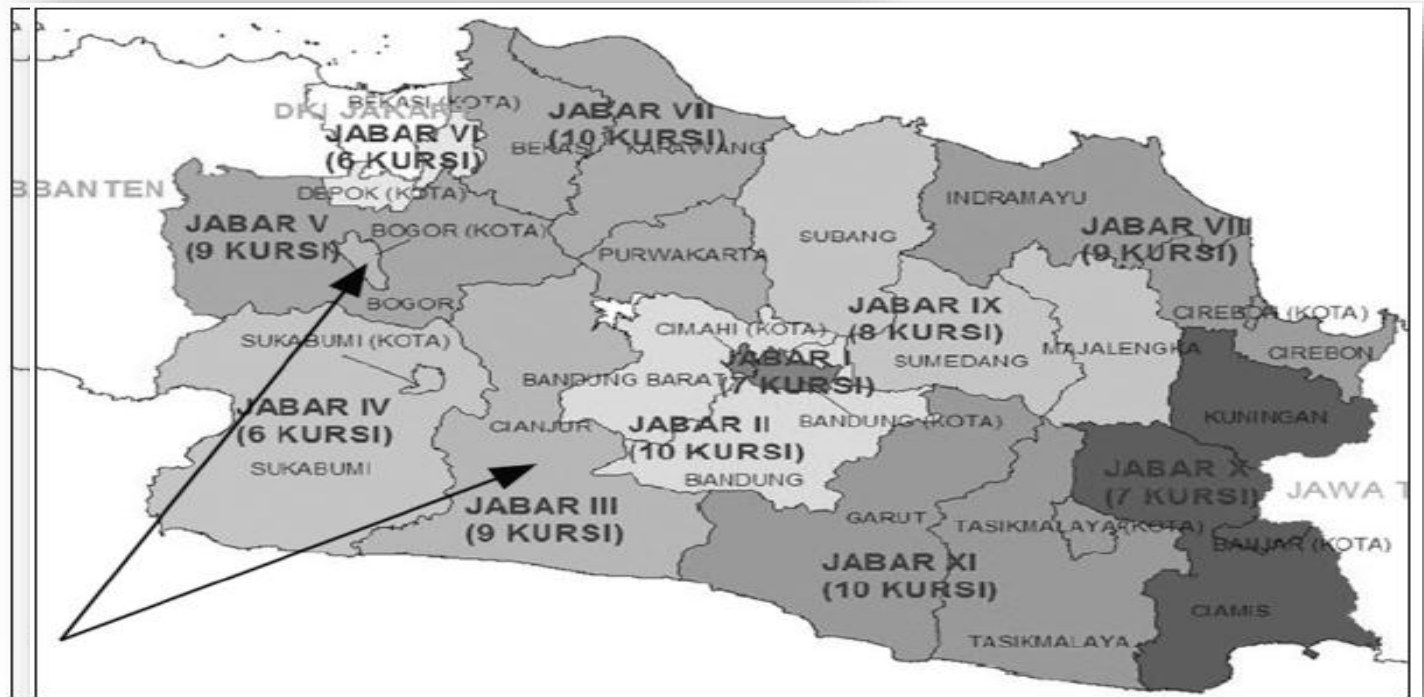 BEKASI (KOTA)
DKI JAKAR
JABAR VI
(6 KURSI)
JABAR VII
(10 KURSI)
BEKASI
KARAWANG
BANTEN
DEPOK (KOTA)
JABAR V
(9 KURSI)
BOGOR (KOTA)
BOGOR
PURWAKARTA
SUBANG
INDRAMAYU
JABAR VIII
(9 KURSI)
CIREBON (KOTA)
CIREBON
JABAR IX
(8 KURSI)
SUMEDANG
MAJALENGKA
CIMAHI (KOTA)
JABAR I
(7 KURSI)
SUKABUMI (KOTA)
BANDUNG BARAT
JABAR IV
(6 KURSI)
SUKABUMI
CIANJUR
JABAR II
(10 KURSI)
BANDUNG (KOTA)
BANDUNG
KUNINGAN
JABAR X
(7 KURSI)
JAWA T
JABAR III
(9 KURSI)
GARUT
TASIKMALAYA (KOTA)
BANJAR (KOTA)
JABAR XI
(10 KURSI)
CIAMIS
TASIKMALAYA